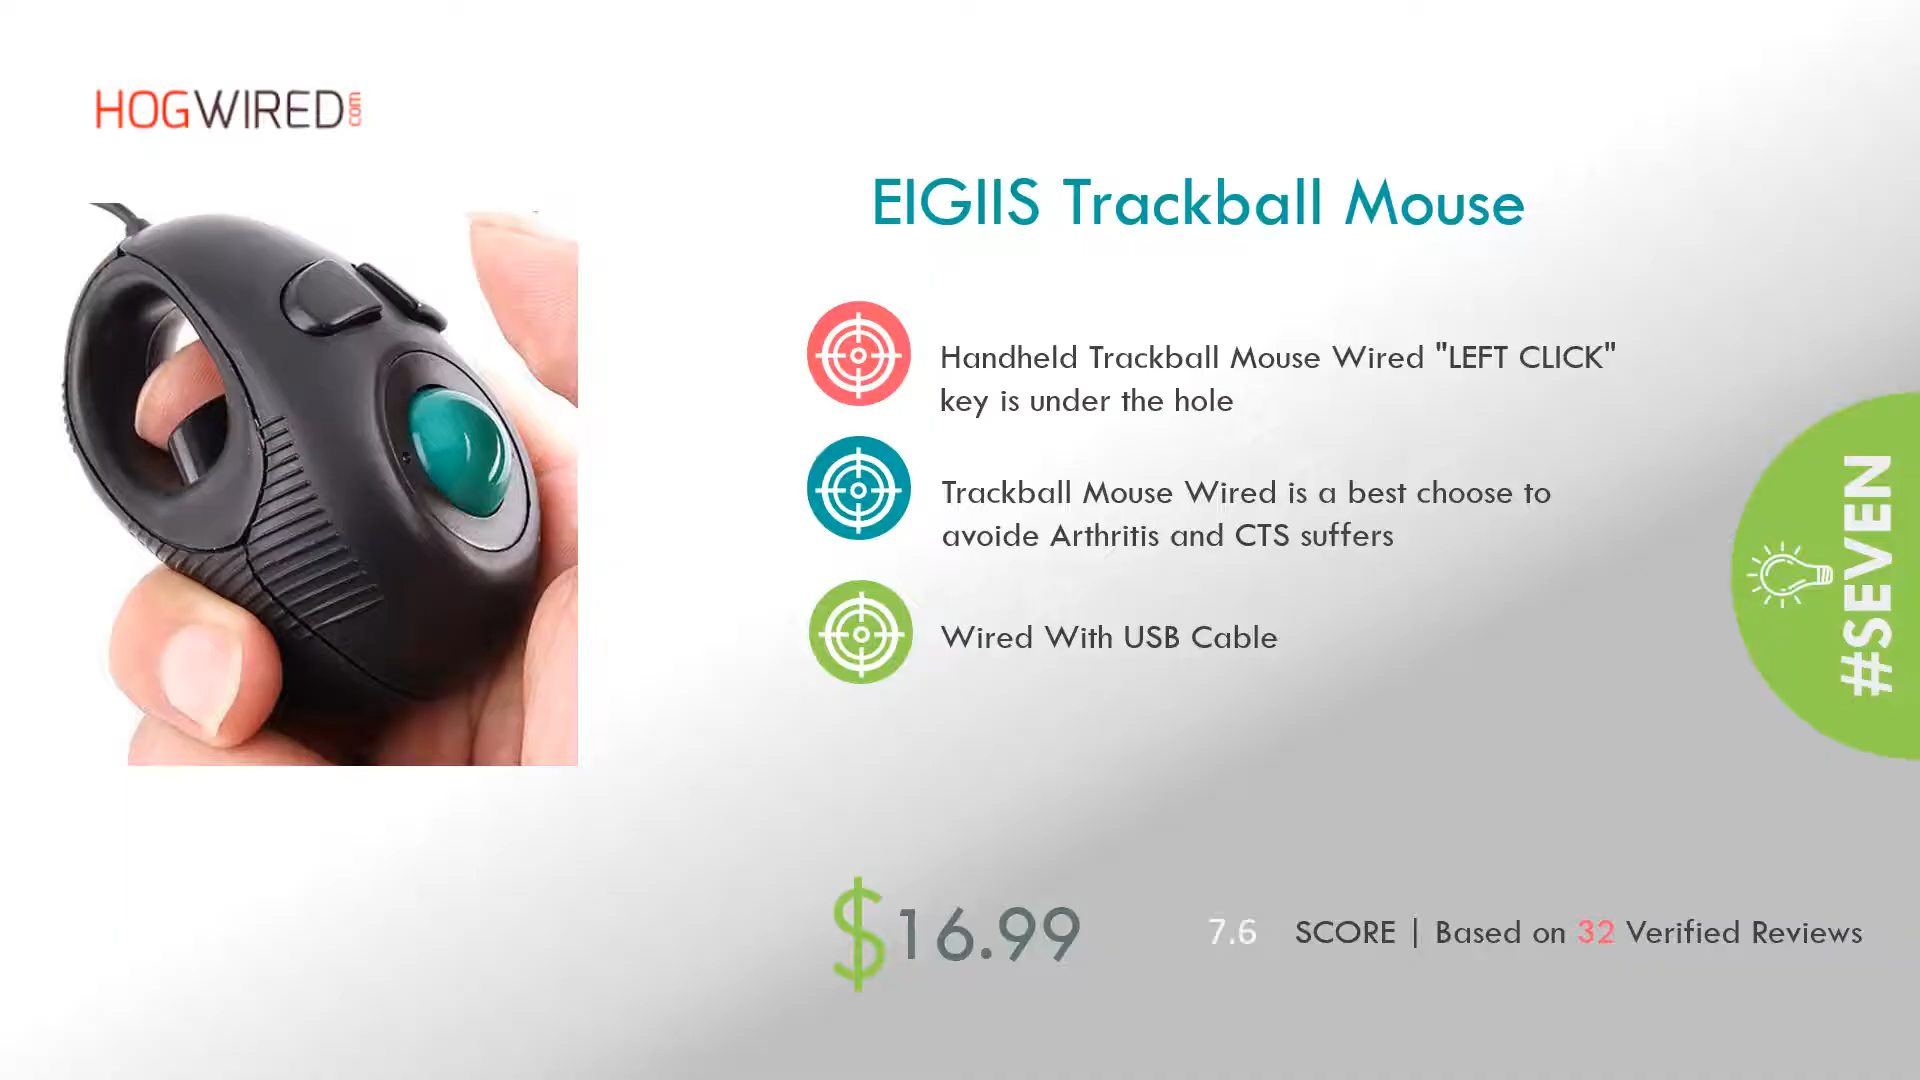 HOGWIRED.com
EIGIIS Trackball Mouse
Handheld Trackball Mouse Wired "LEFT CLICK"
key is under the hole
Trackball Mouse Wired is a best choose to
avoide Arthritis and CTS suffers
Wired With USB Cable
#SEVEN
$16.99
7.6 SCORE | Based on 32 Verified Reviews